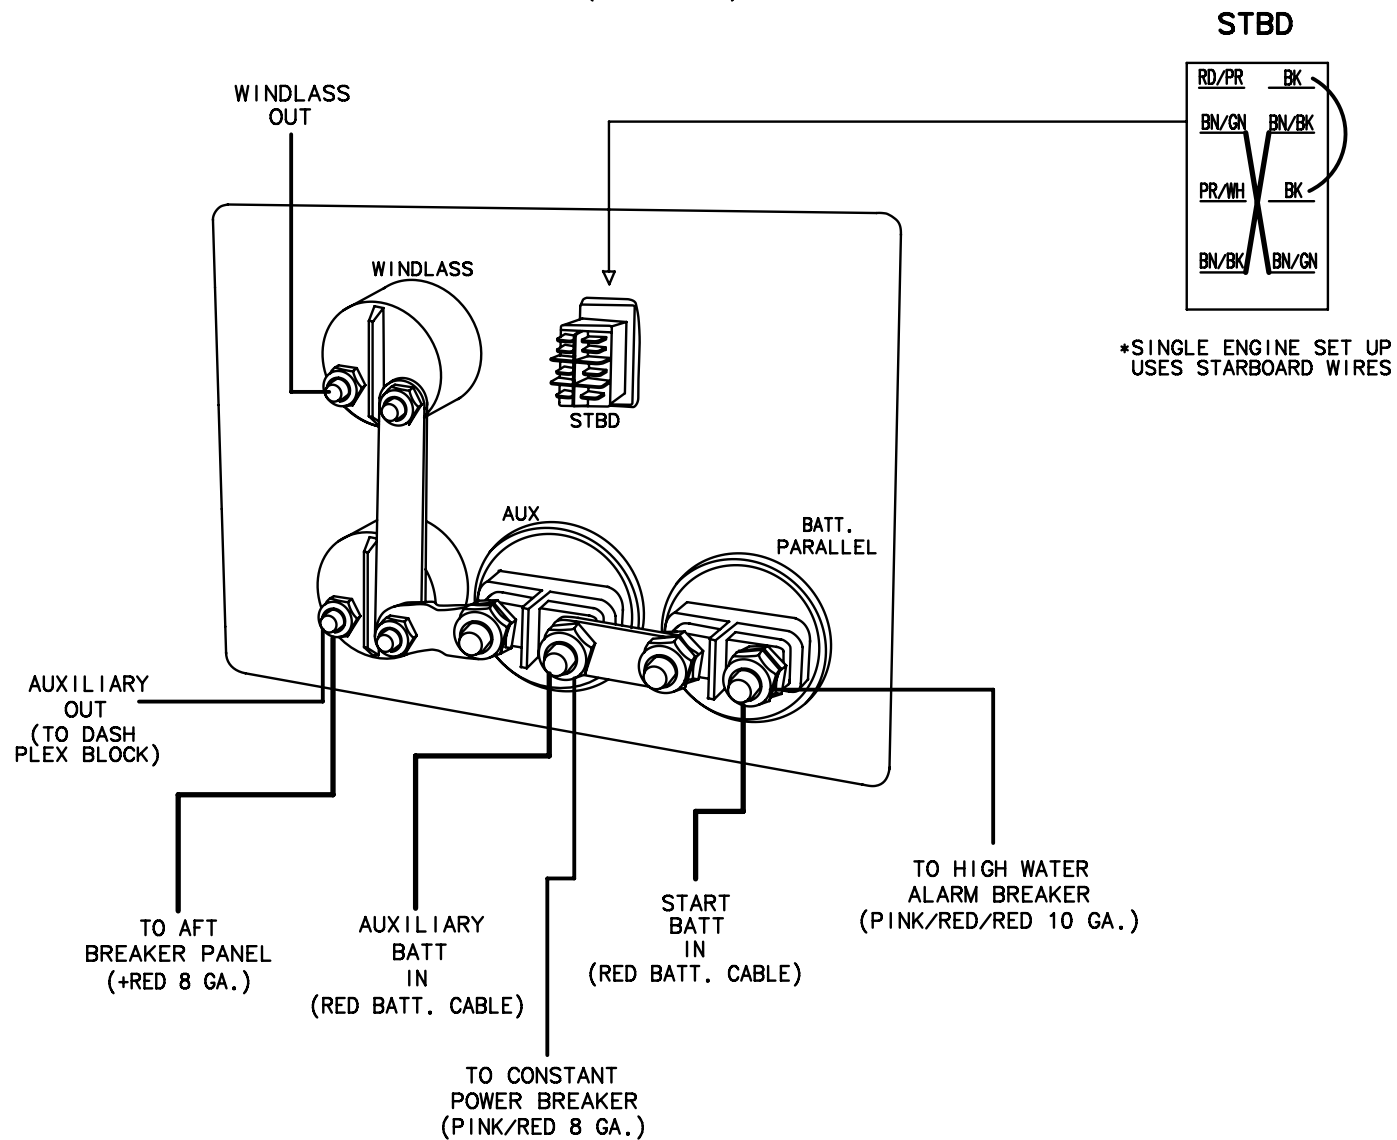 STBD
RD/PR BK
BN/GN BN/BK
PR/WH BK
BN/BK BN/GN
*SINGLE ENGINE SET UP
USES STARBOARD WIRES
WINDLASS
OUT
WINDLASS
STBD
AUX
BATT.
PARALLEL
AUXILIARY
OUT
(TO DASH
PLEX BLOCK)
TO AFT
BREAKER PANEL
(+RED 8 GA.)
AUXILIARY
BATT
IN
(RED BATT. CABLE)
START
BATT
IN
(RED BATT. CABLE)
TO HIGH WATER
ALARM BREAKER
(PINK/RED/RED 10 GA.)
TO CONSTANT
POWER BREAKER
(PINK/RED 8 GA.)